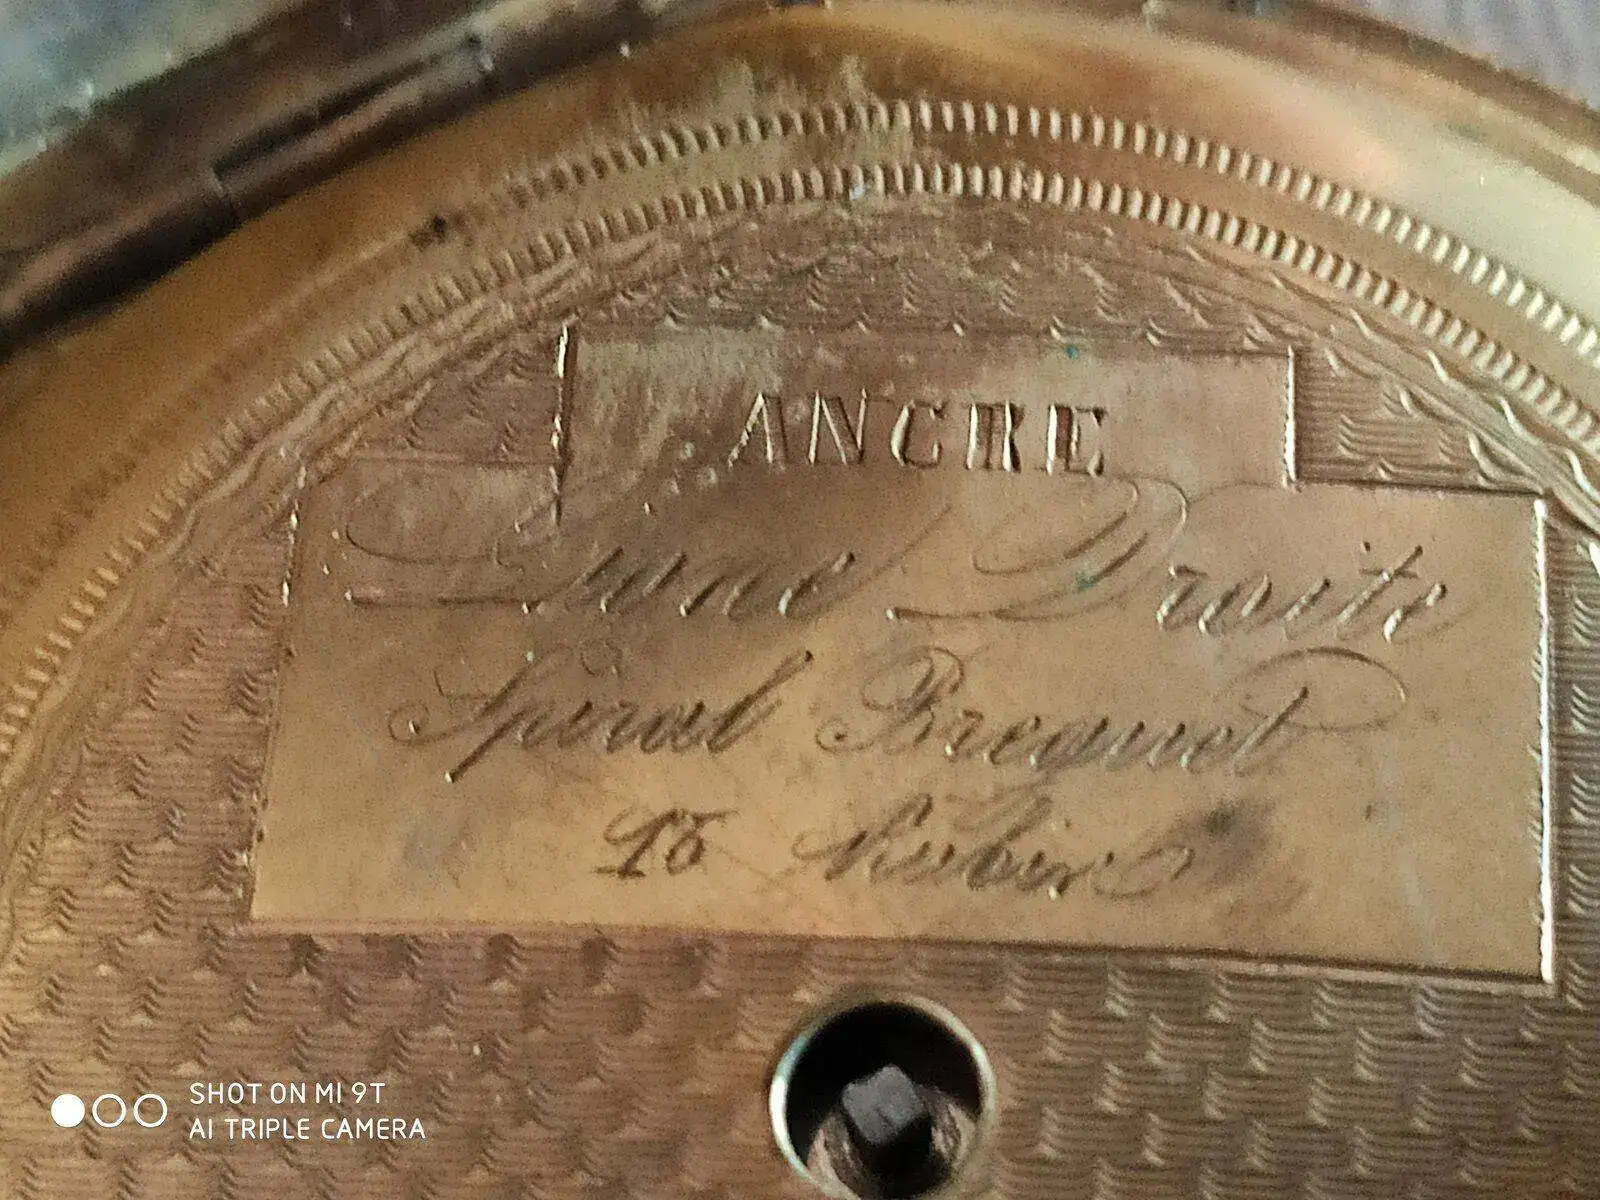 ANCRE
Ligne Droite
Spiral Breguet
15 Rubis
SHOT ON MI 9T
AI TRIPLE CAMERA